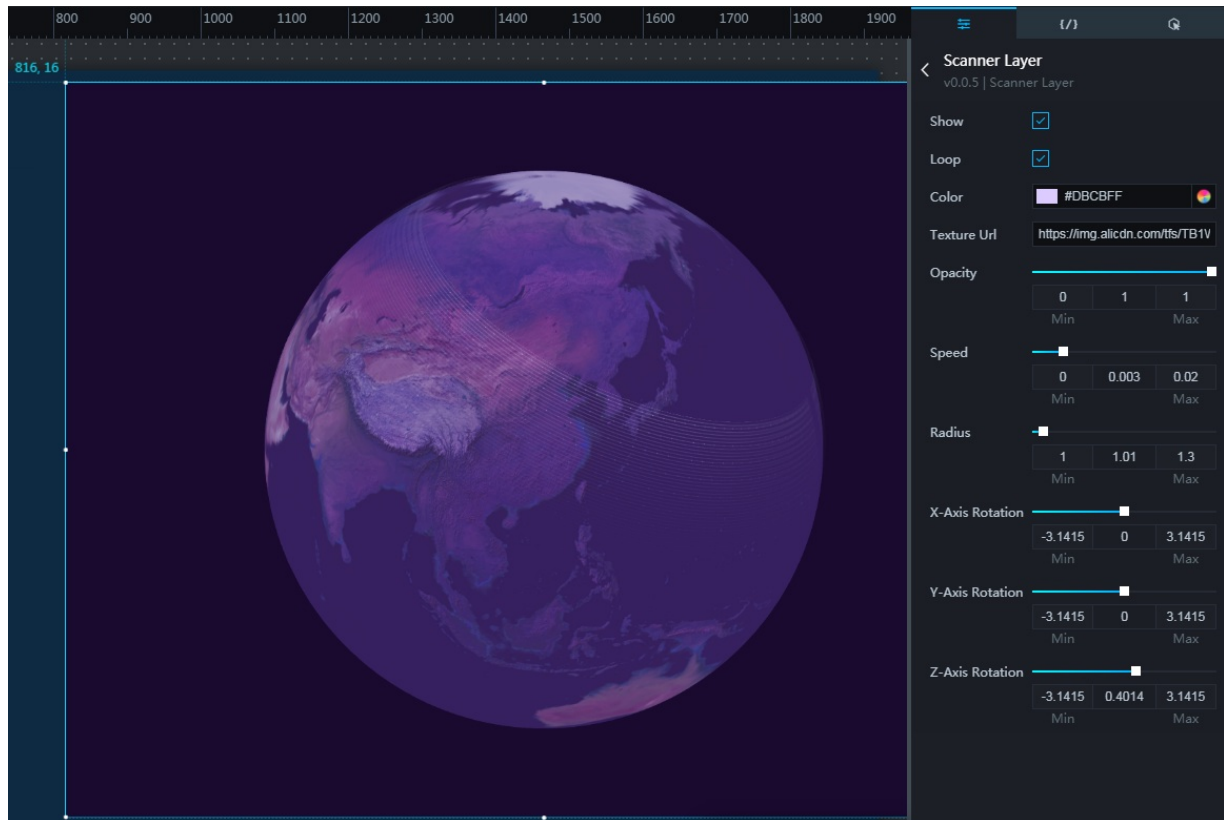 800 900 1000 1100 1200 1300 1400 1500 1600 1700 1800 1900
816, 16
{/}
Scanner Layer
v0.0.5 | Scanner Layer
Show
Loop
Color #DBCBFF
Texture Url https://img.alicdn.com/tfs/TB1
Opacity
0 1 1
Min Max
Speed
0 0.003 0.02
Min Max
Radius
1 1.01 1.3
Min Max
X-Axis Rotation
-3.1415 0 3.1415
Min Max
Y-Axis Rotation
-3.1415 0 3.1415
Min Max
Z-Axis Rotation
-3.1415 0.4014 3.1415
Min Max